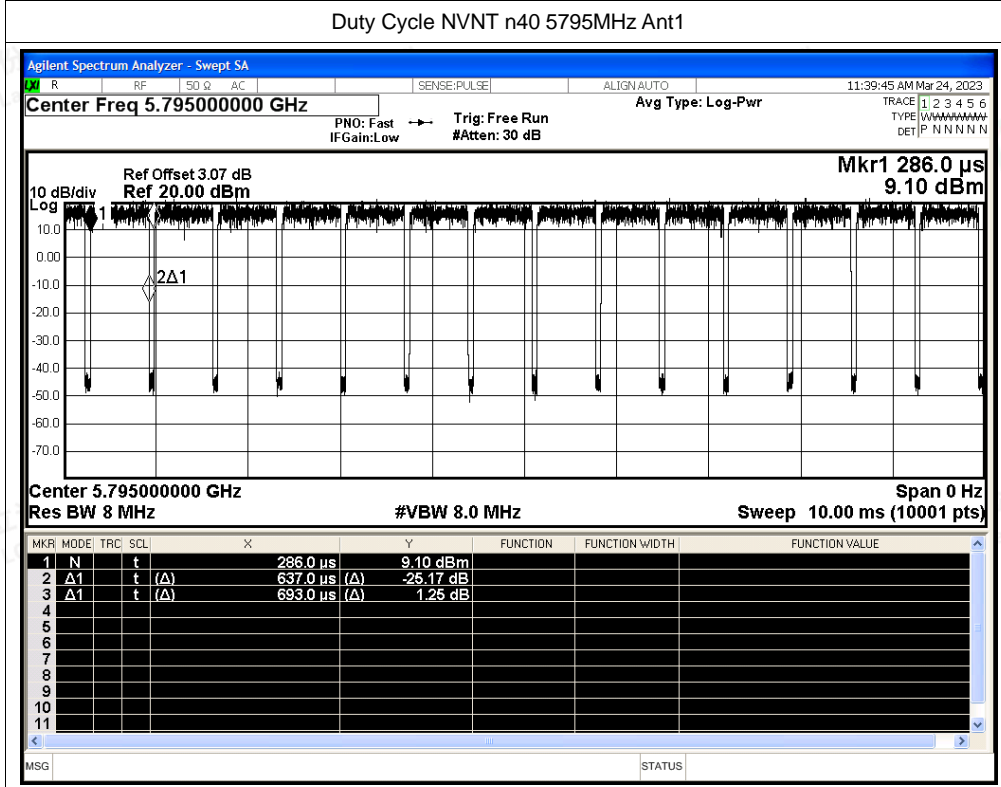 Duty Cycle NVNT n40 5795MHz Ant1
Agilent Spectrum Analyzer - Swept SA
LXI R RF 50 Ω AC SENSE:PULSE ALIGN AUTO 11:39:45 AM Mar 24, 2023
Center Freq 5.795000000 GHz Avg Type: Log-Pwr TRACE 1 2 3 4 5 6
PNO: Fast Trig: Free Run TYPE
IFGain:Low #Atten: 30 dB DET P N N N N N
Mkr1 286.0 µs
Ref Offset 3.07 dB
10 dB/div Ref 20.00 dBm 9.10 dBm
Log
1
10.0
0.00
2Δ1
-10.0
-20.0
-30.0
-40.0
-50.0
-60.0
-70.0
Center 5.795000000 GHz Span 0 Hz
Res BW 8 MHz #VBW 8.0 MHz Sweep 10.00 ms (10001 pts)
MKR MODE TRC SCL X Y FUNCTION FUNCTION WIDTH FUNCTION VALUE
1 N t 286.0 µs 9.10 dBm
2 Δ1 t (Δ) 637.0 µs (Δ) -25.17 dB
3 Δ1 t (Δ) 693.0 µs (Δ) 1.25 dB
4
5
6
7
8
9
10
11
MSG STATUS